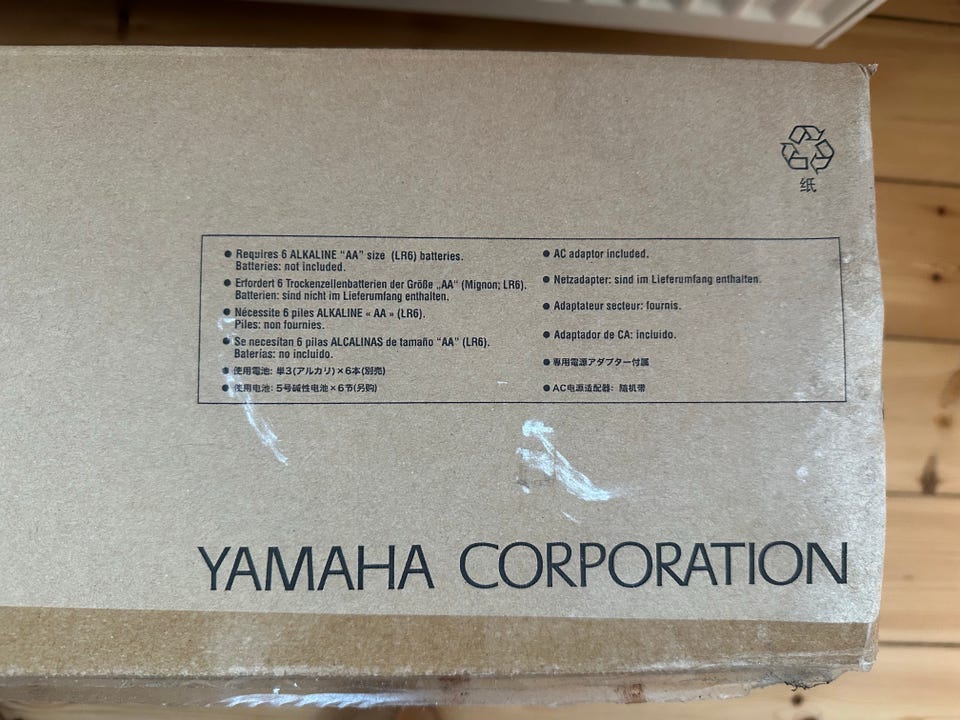 纸
● Requires 6 ALKALINE “AA” size (LR6) batteries.
Batteries: not included.
● Erfordert 6 Trockenzellenbatterien der Größe „AA“ (Mignon; LR6).
Batterien: sind nicht im Lieferumfang enthalten.
● Nécessite 6 piles ALKALINE « AA » (LR6).
Piles: non fournies.
● Se necesitan 6 pilas ALCALINAS de tamaño “AA” (LR6).
Baterías: no incluido.
● 使用電池: 単3(アルカリ)×6本(別売)
● 使用电池: 5号碱性电池×6节(另购)
● AC adaptor included.
● Netzadapter: sind im Lieferumfang enthalten.
● Adaptateur secteur: fournis.
● Adaptador de CA: incluido.
● 専用電源アダプター付属
● AC电源适配器: 随机带
YAMAHA CORPORATION